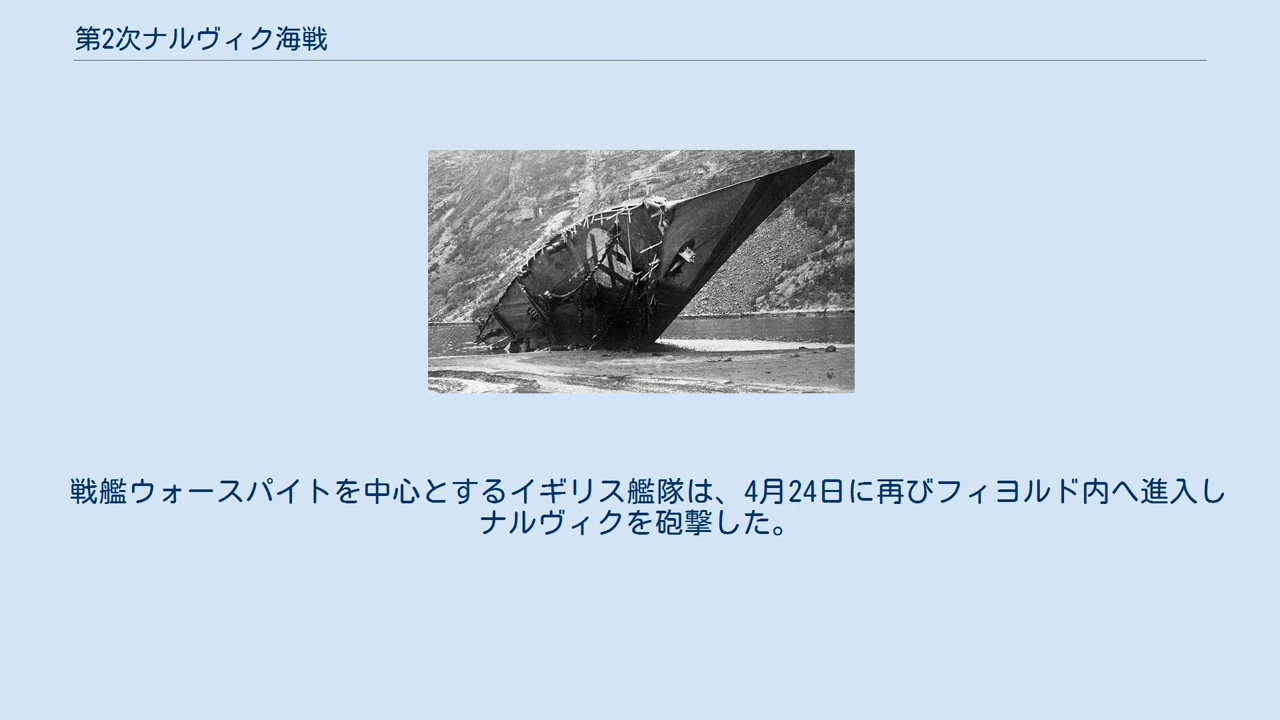 第2次ナルヴィク海戦
戦艦ウォースパイトを中心とするイギリス艦隊は、4月24日に再びフィヨルド内へ進入し
ナルヴィクを砲撃した。